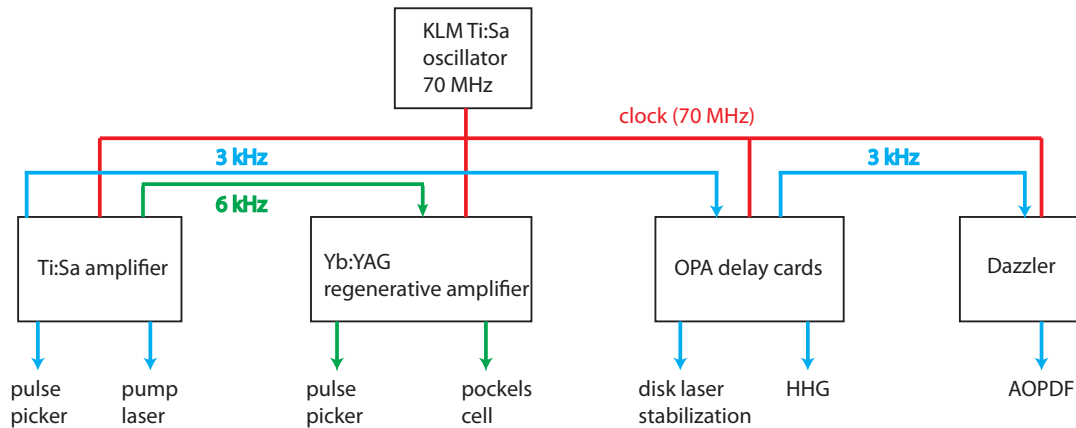 KLM Ti:Sa
oscillator
70 MHz
clock (70 MHz)
3 kHz
3 kHz
6 kHz
Ti:Sa amplifier
Yb:YAG
regenerative amplifier
OPA delay cards
Dazzler
pulse
picker
pump
laser
pulse
picker
pockels
cell
disk laser
stabilization
HHG
AOPDF